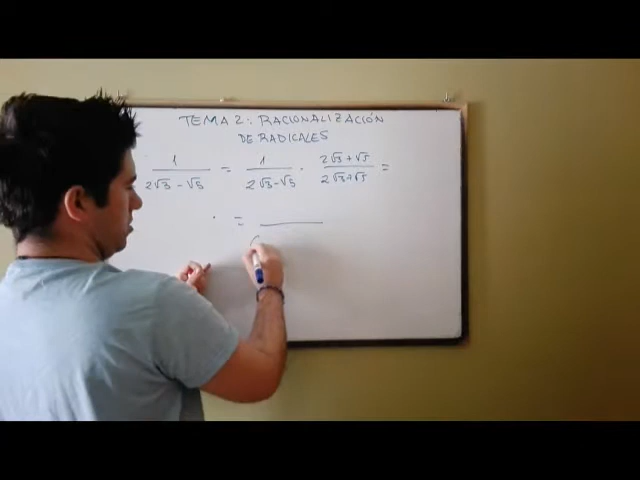 TEMA 2: RACIONALIZACIÓN
DE RADICALES
1 / (2√3 - √5) = 1 / (2√3 - √5) · (2√3 + √5) / (2√3 + √5) =
= (